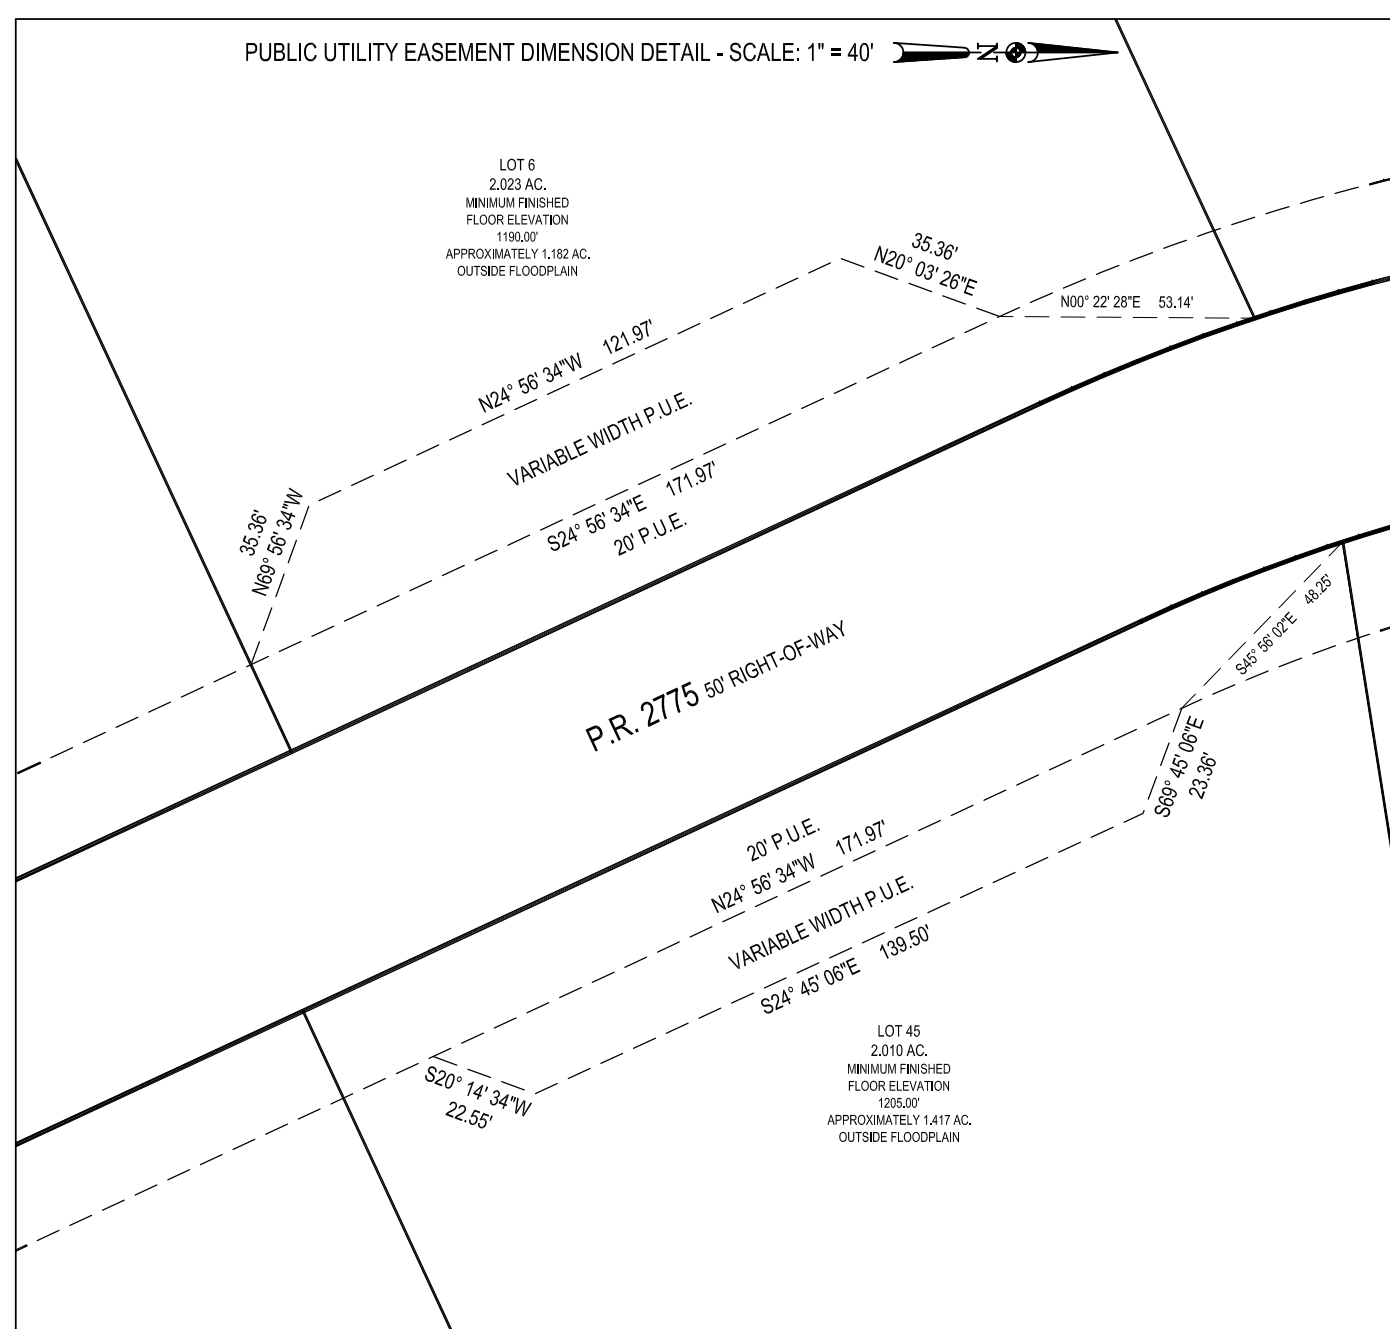 PUBLIC UTILITY EASEMENT DIMENSION DETAIL - SCALE: 1" = 40'
N
LOT 6
2.023 AC.
MINIMUM FINISHED
FLOOR ELEVATION
1190.00'
APPROXIMATELY 1.182 AC.
OUTSIDE FLOODPLAIN
35.36'
N20° 03' 26"E
N00° 22' 28"E 53.14'
N24° 56' 34"W 121.97'
VARIABLE WIDTH P.U.E.
35.36'
N69° 56' 34"W
S24° 56' 34"E 171.97'
20' P.U.E.
P.R. 2775 50' RIGHT-OF-WAY
S45° 56' 02"E 48.25'
S69° 45' 06"E
23.36'
20' P.U.E.
N24° 56' 34"W 171.97'
VARIABLE WIDTH P.U.E.
S24° 45' 06"E 139.50'
S20° 14' 34"W
22.55'
LOT 45
2.010 AC.
MINIMUM FINISHED
FLOOR ELEVATION
1205.00'
APPROXIMATELY 1.417 AC.
OUTSIDE FLOODPLAIN